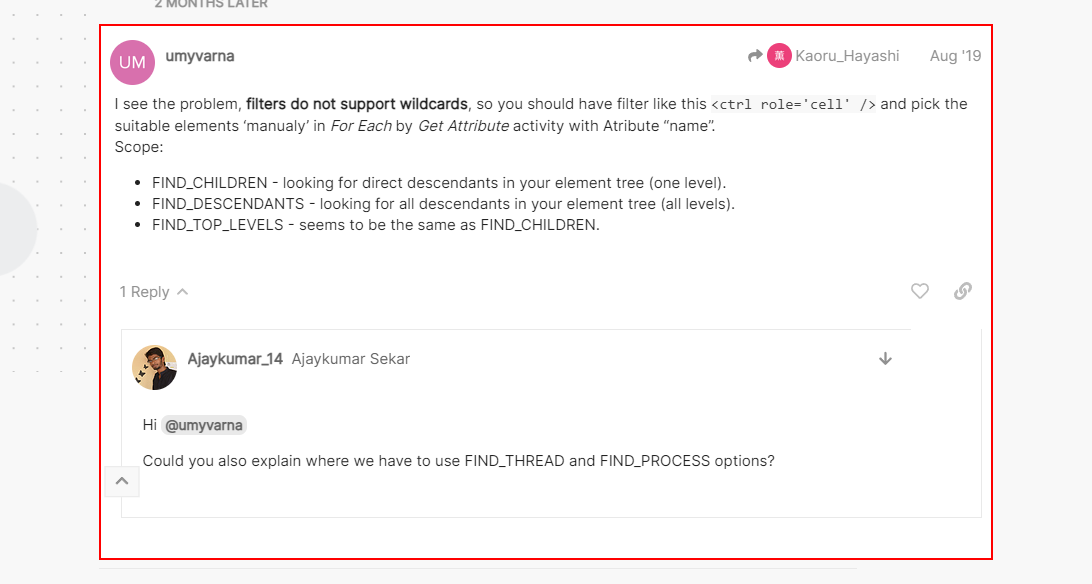 2 MONTHS LATER
UM
umyvarna
薫 Kaoru_Hayashi Aug '19
I see the problem, filters do not support wildcards, so you should have filter like this <ctrl role='cell' /> and pick the
suitable elements ‘manualy’ in For Each by Get Attribute activity with Atribute “name”.
Scope:
• FIND_CHILDREN - looking for direct descendants in your element tree (one level).
• FIND_DESCENDANTS - looking for all descendants in your element tree (all levels).
• FIND_TOP_LEVELS - seems to be the same as FIND_CHILDREN.
1 Reply
Ajaykumar_14 Ajaykumar Sekar
Hi @umyvarna
Could you also explain where we have to use FIND_THREAD and FIND_PROCESS options?